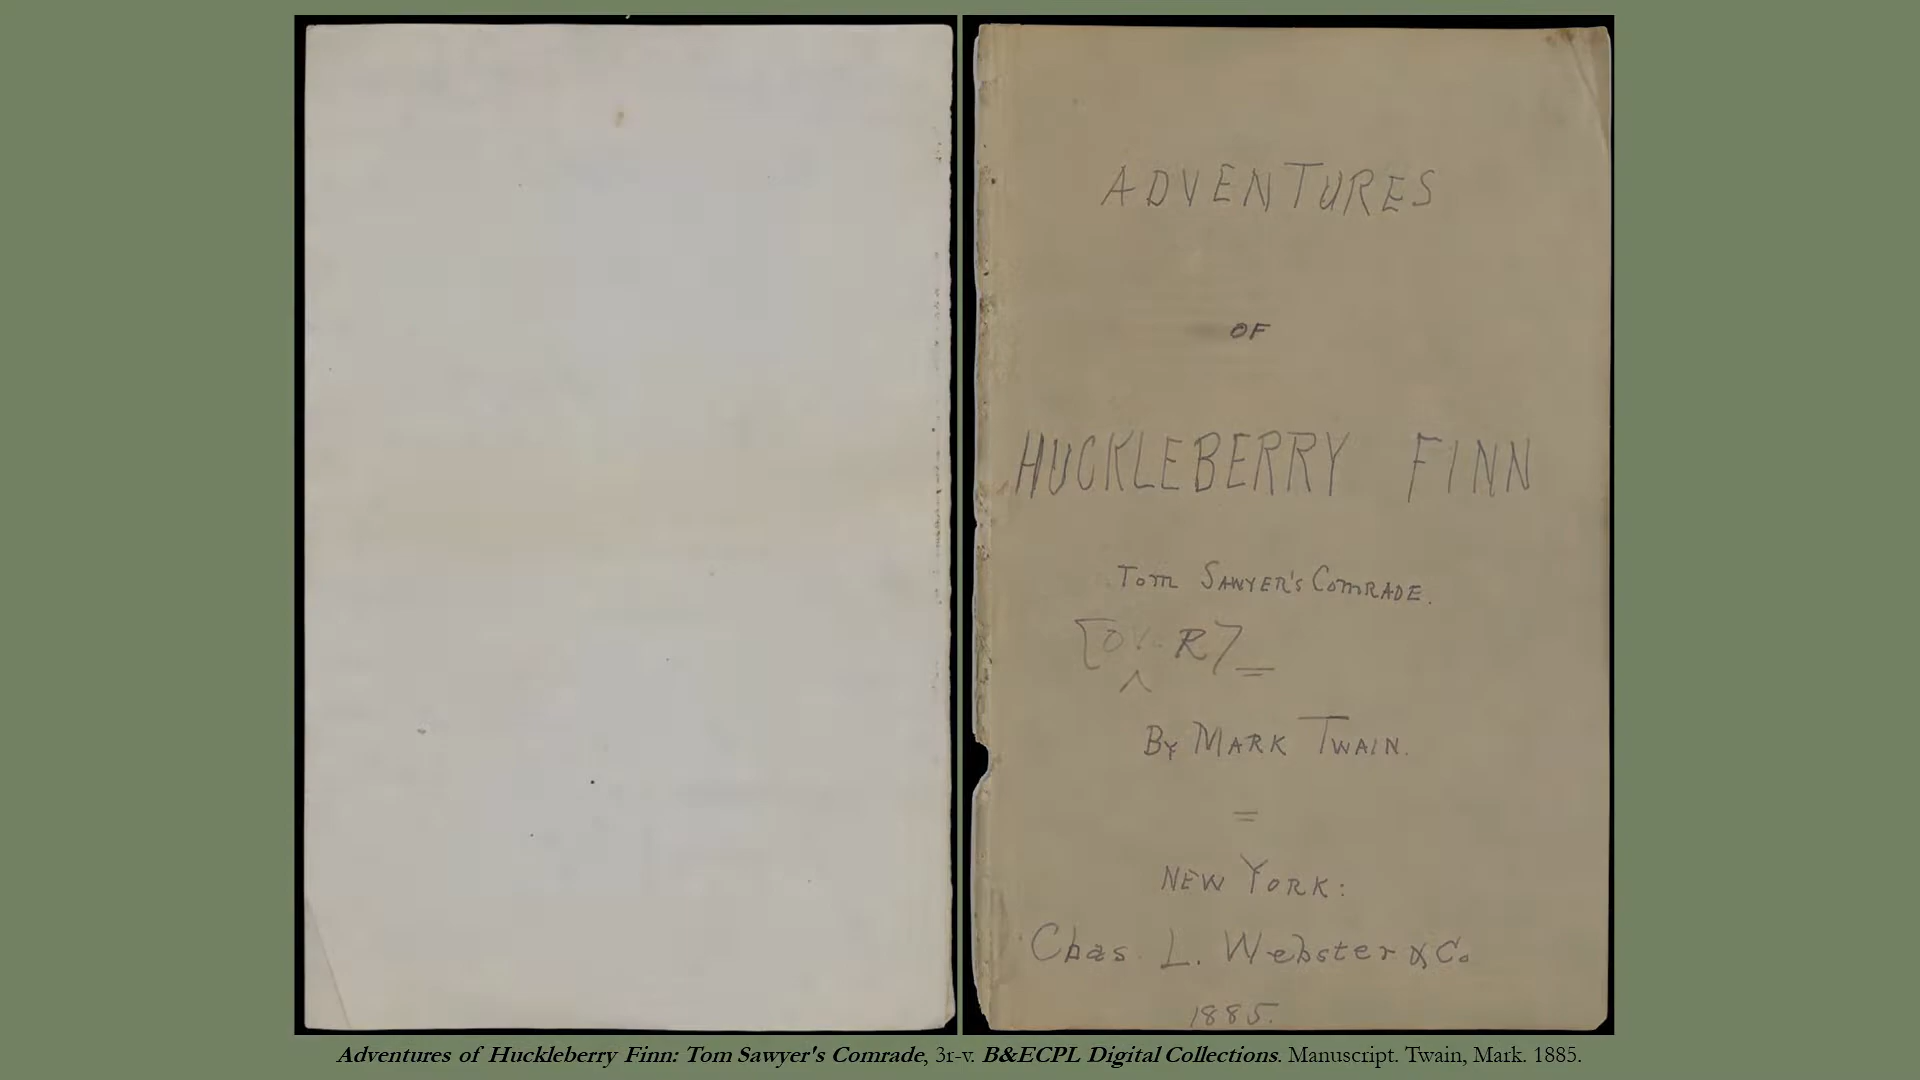 ADVENTURES
OF
HUCKLEBERRY FINN
TOM SAWYER'S COMRADE.
BY MARK TWAIN.
=
NEW YORK:
Chas. L. Webster & Co.
1885.
Adventures of Huckleberry Finn: Tom Sawyer's Comrade, 3r-v. B&ECPL Digital Collections. Manuscript. Twain, Mark. 1885.